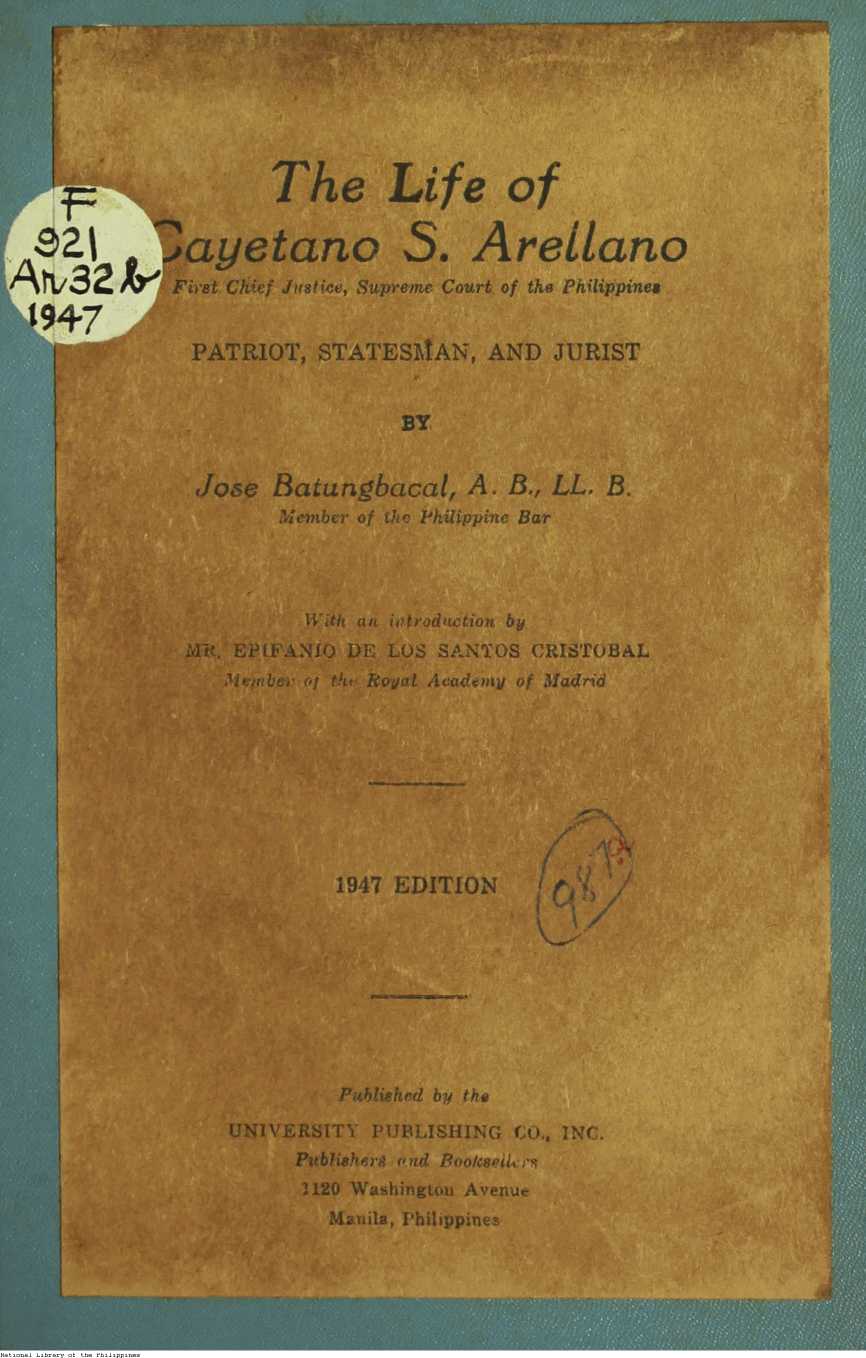 The Life of
Cayetano S. Arellano
First Chief Justice, Supreme Court of the Philippines
F
921
Ar32b
1947
PATRIOT, STATESMAN, AND JURIST
BY
Jose Batungbacal, A. B., LL. B.
Member of the Philippine Bar
With an introduction by
MR. EPIFANIO DE LOS SANTOS CRISTOBAL
Member of the Royal Academy of Madrid
1947 EDITION
Published by the
UNIVERSITY PUBLISHING CO., INC.
Publishers and Booksellers
1120 Washington Avenue
Manila, Philippines
National Library of the Philippines